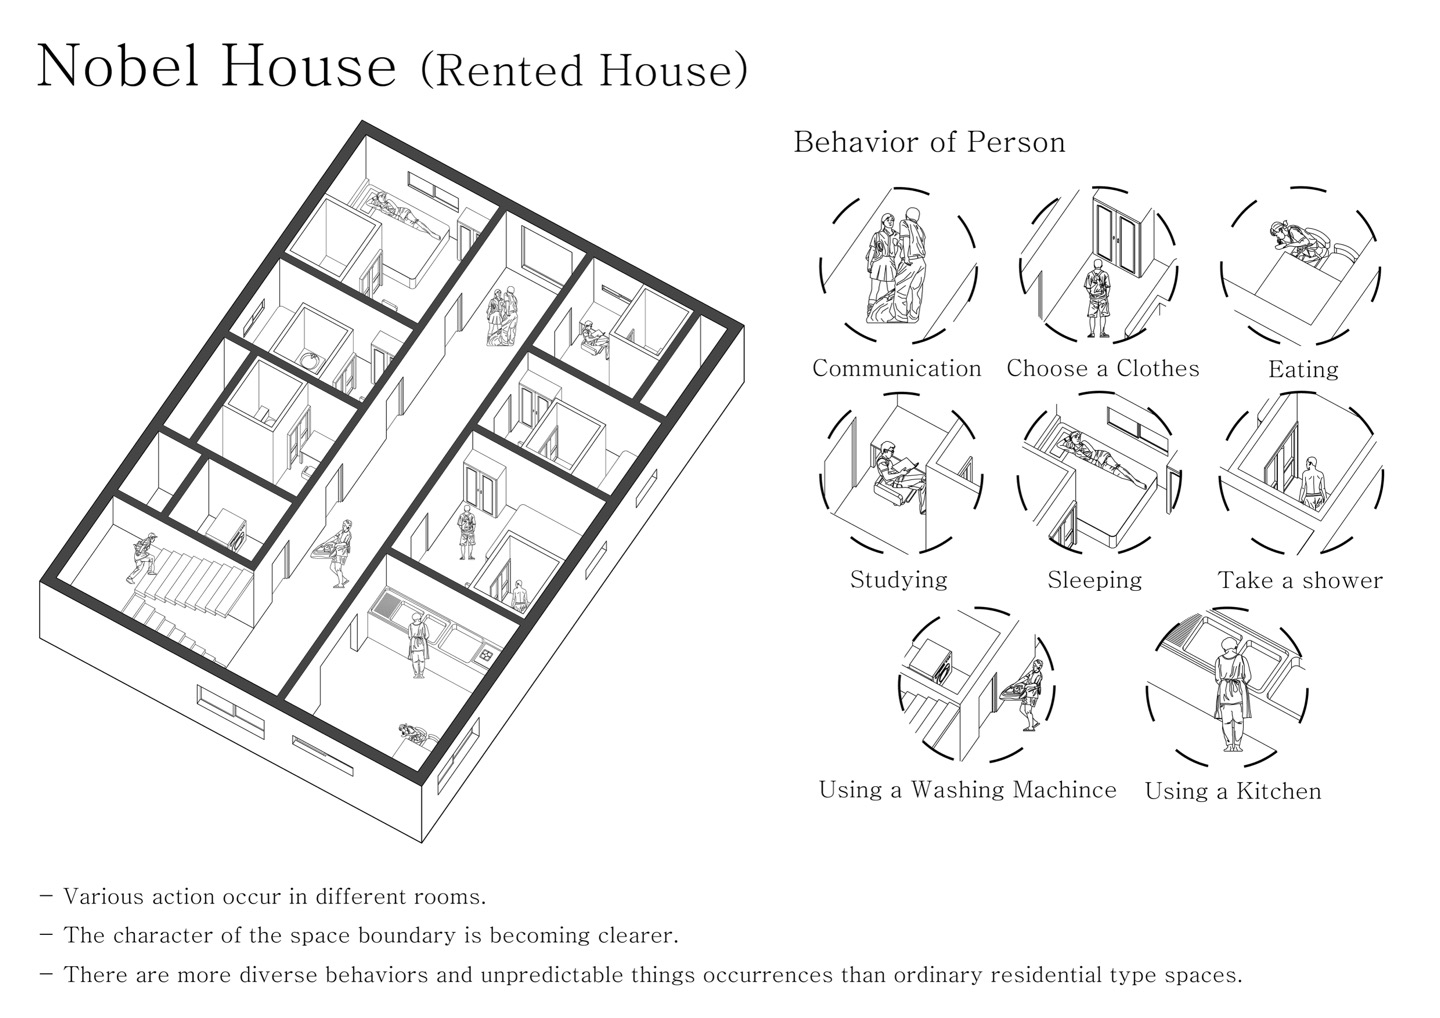 Nobel House (Rented House)
Behavior of Person
Communication
Choose a Clothes
Eating
Studying
Sleeping
Take a shower
Using a Washing Machince
Using a Kitchen
- Various action occur in different rooms.
- The character of the space boundary is becoming clearer.
- There are more diverse behaviors and unpredictable things occurrences than ordinary residential type spaces.